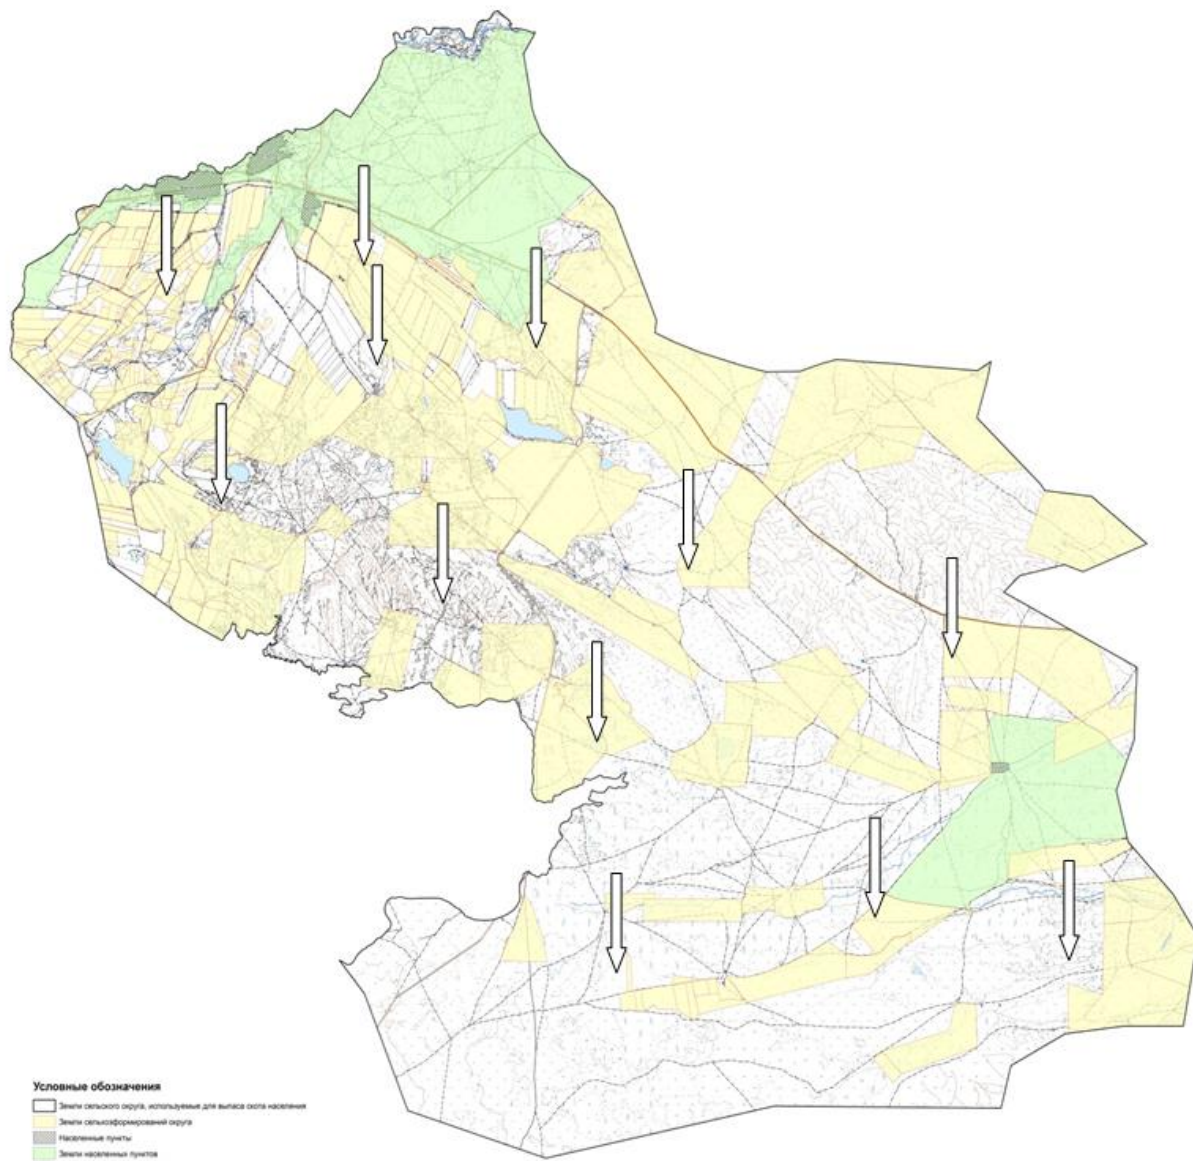 Условные обозначения
Земли сельского округа, используемые для выпаса скота населения
Земли сельхозформирований округа
Населенные пункты
Земли населенных пунктов